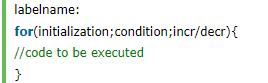 labelname:
for(initialization;condition;incr/decr){
//code to be executed
}